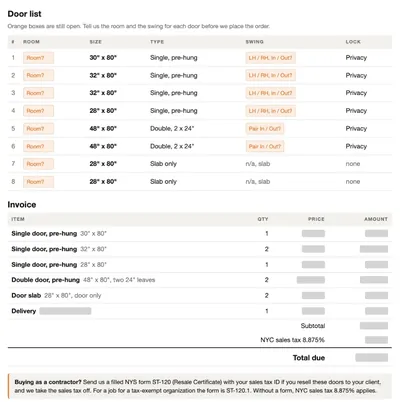 Door list
Orange boxes are still open. Tell us the room and the swing for each door before we place the order.
# ROOM SIZE TYPE SWING LOCK
1 Room? 30" x 80" Single, pre-hung LH / RH, In / Out? Privacy
2 Room? 32" x 80" Single, pre-hung LH / RH, In / Out? Privacy
3 Room? 32" x 80" Single, pre-hung LH / RH, In / Out? Privacy
4 Room? 28" x 80" Single, pre-hung LH / RH, In / Out? Privacy
5 Room? 48" x 80" Double, 2 x 24" Pair In / Out? Privacy
6 Room? 48" x 80" Double, 2 x 24" Pair In / Out? Privacy
7 Room? 28" x 80" Slab only n/a, slab none
8 Room? 28" x 80" Slab only n/a, slab none
Invoice
ITEM QTY PRICE AMOUNT
Single door, pre-hung 30" x 80" 1
Single door, pre-hung 32" x 80" 2
Single door, pre-hung 28" x 80" 1
Double door, pre-hung 48" x 80", two 24" leaves 2
Door slab 28" x 80", door only 2
Delivery 1
Subtotal
NYC sales tax 8.875%
Total due
Buying as a contractor? Send us a filled NYS form ST-120 (Resale Certificate) with your sales tax ID if you resell these doors to your client,
and we take the sales tax off. For a job for a tax-exempt organization the form is ST-120.1. Without a form, NYC sales tax 8.875% applies.